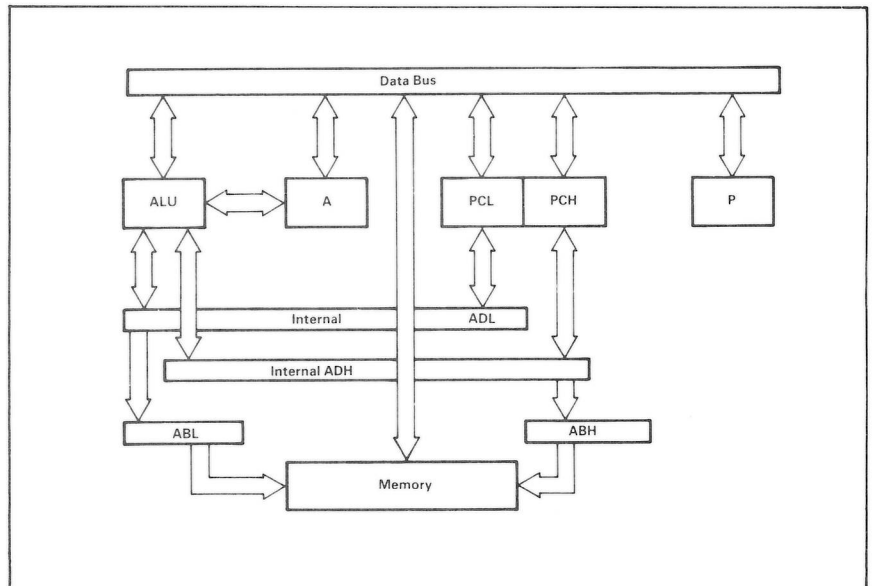 Data Bus
ALU
A
PCL
PCH
P
Internal ADL
Internal ADH
ABL
ABH
Memory